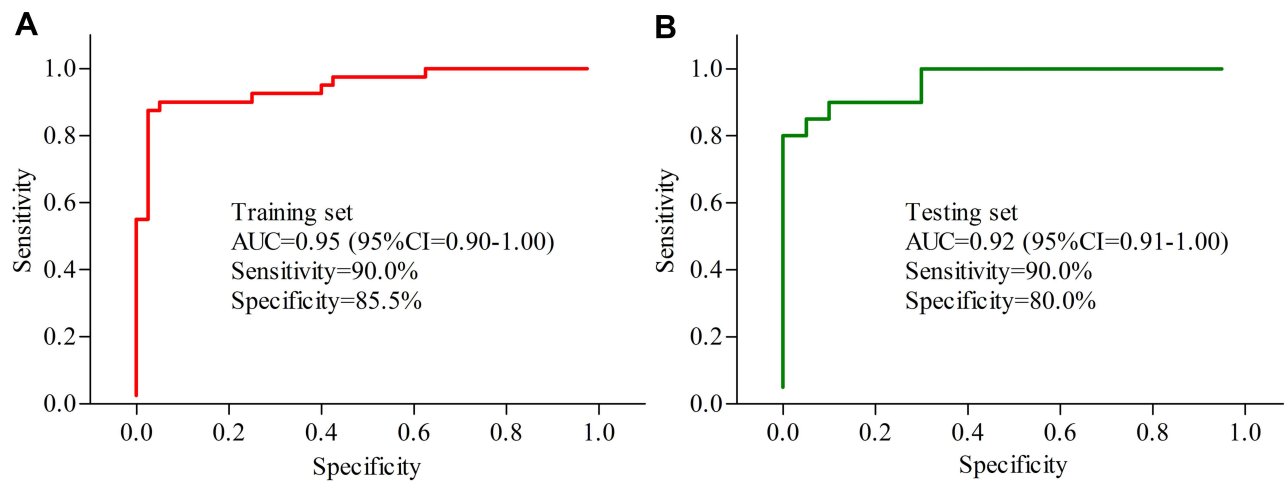 A
1.0
0.8
0.6
0.4
0.2
0.0
Sensitivity
Training set
AUC=0.95 (95%CI=0.90-1.00)
Sensitivity=90.0%
Specificity=85.5%
0.0 0.2 0.4 0.6 0.8 1.0
Specificity
B
1.0
0.8
0.6
0.4
0.2
0.0
Sensitivity
Testing set
AUC=0.92 (95%CI=0.91-1.00)
Sensitivity=90.0%
Specificity=80.0%
0.0 0.2 0.4 0.6 0.8 1.0
Specificity